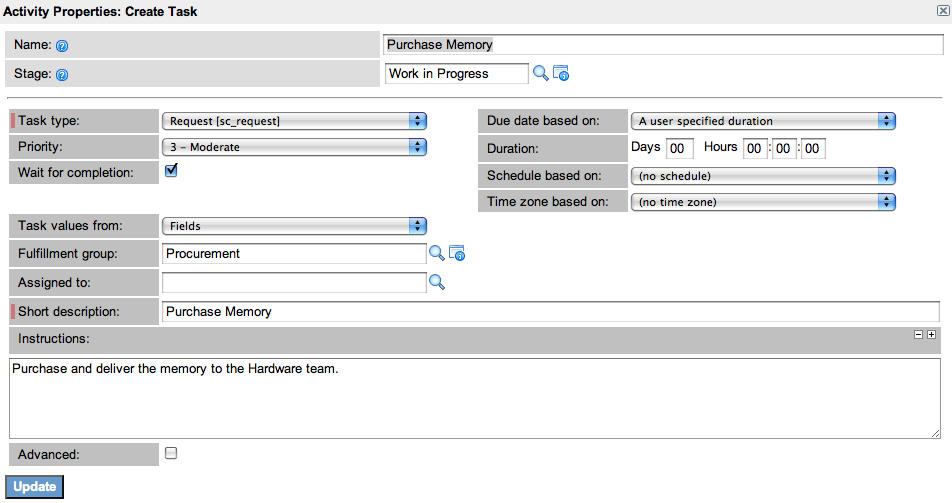 Activity Properties: Create Task
Name: Purchase Memory
Stage: Work in Progress
Task type: Request [sc_request] Due date based on: A user specified duration
Priority: 3 - Moderate Duration: Days 00 Hours 00 : 00 : 00
Wait for completion: Schedule based on: (no schedule)
Time zone based on: (no time zone)
Task values from: Fields
Fulfillment group: Procurement
Assigned to:
Short description: Purchase Memory
Instructions:
Purchase and deliver the memory to the Hardware team.
Advanced:
Update